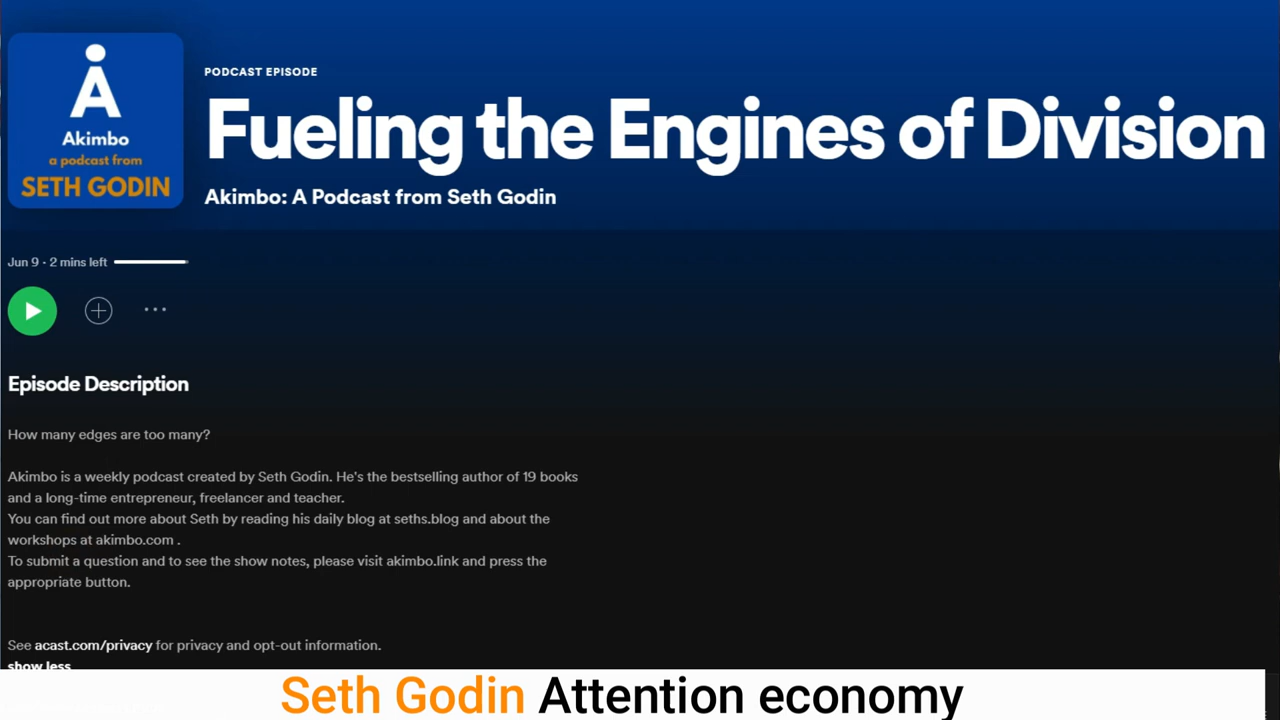 Akimbo
a podcast from
SETH GODIN
PODCAST EPISODE
Fueling the Engines of Division
Akimbo: A Podcast from Seth Godin
Jun 9 · 2 mins left
Episode Description
How many edges are too many?
Akimbo is a weekly podcast created by Seth Godin. He's the bestselling author of 19 books
and a long-time entrepreneur, freelancer and teacher.
You can find out more about Seth by reading his daily blog at seths.blog and about the
workshops at akimbo.com .
To submit a question and to see the show notes, please visit akimbo.link and press the
appropriate button.
See acast.com/privacy for privacy and opt-out information.
show less
Seth Godin Attention economy